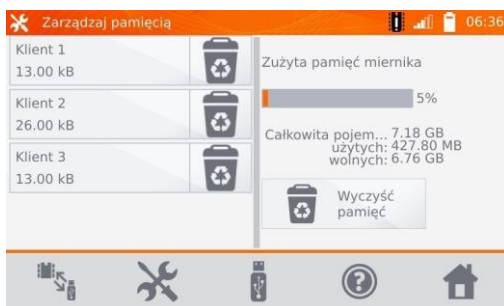 Zarządzaj pamięcią
06:36
Klient 1
13.00 kB
Klient 2
26.00 kB
Klient 3
13.00 kB
Zużyta pamięć miernika
5%
Całkowita pojem... 7.18 GB
użytych: 427.80 MB
wolnych: 6.76 GB
Wyczyść
pamięć